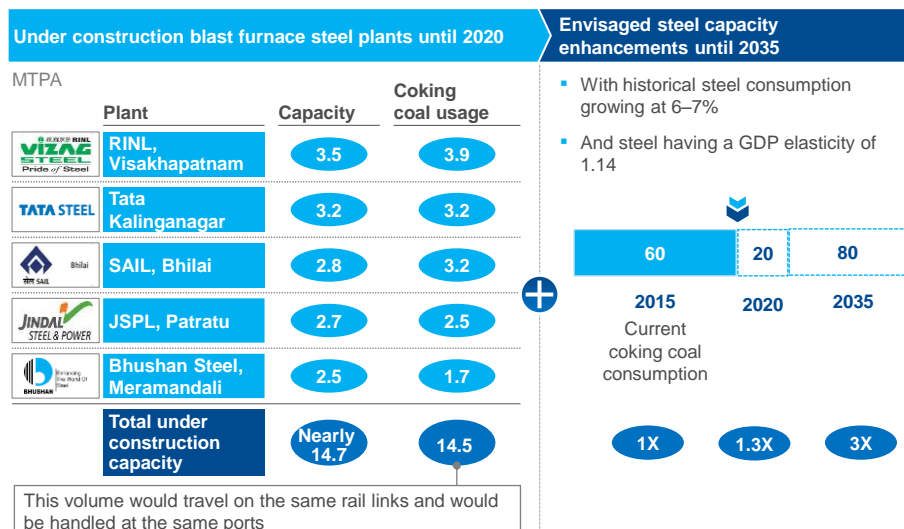 Under construction blast furnace steel plants until 2020
Envisaged steel capacity
enhancements until 2035
MTPA
Plant
Capacity
Coking
coal usage
VIZAG
STEEL
Pride of Steel
RINL,
Visakhapatnam
3.5
3.9
TATA STEEL
Tata
Kalinganagar
3.2
3.2
सेल SAIL
Bhilai
SAIL, Bhilai
2.8
3.2
JINDAL
STEEL & POWER
JSPL, Patratu
2.7
2.5
BHUSHAN
Bhushan Steel,
Meramandali
2.5
1.7
Total under
construction
capacity
Nearly
14.7
14.5
This volume would travel on the same rail links and would
be handled at the same ports
With historical steel consumption
growing at 6–7%
And steel having a GDP elasticity of
1.14
60
20
80
2015
2020
2035
Current
coking coal
consumption
1X
1.3X
3X